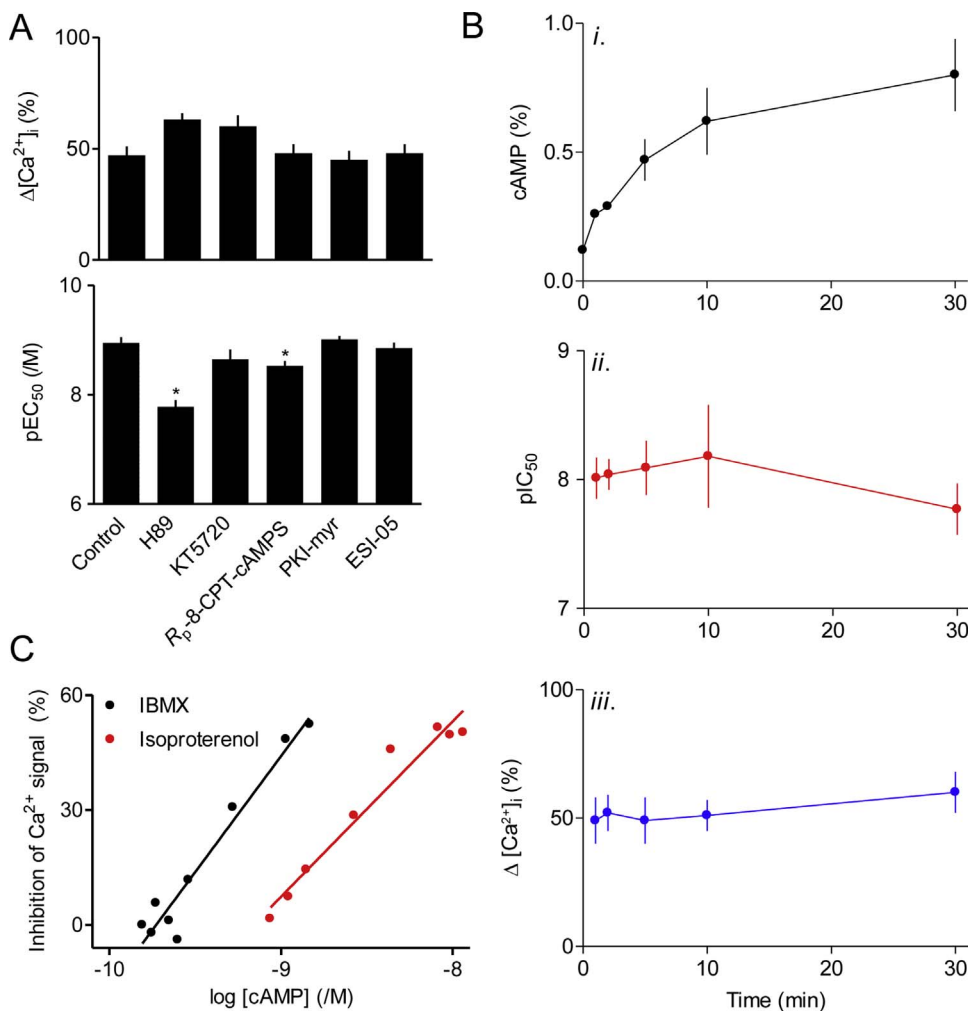 A
100
50
0
Δ[Ca²⁺]ᵢ (%)
10
8
6
pEC₅₀ (/M)
*
*
Control
H89
KT5720
Rₚ-8-CPT-cAMPS
PKI-myr
ESI-05
B
i.
1.0
0.5
0.0
cAMP (%)
0
10
20
30
ii.
9
8
7
pIC₅₀
0
10
20
30
iii.
100
50
0
Δ [Ca²⁺]ᵢ (%)
0
10
20
30
Time (min)
C
60
30
0
Inhibition of Ca²⁺ signal (%)
IBMX
Isoproterenol
-10
-9
-8
log [cAMP] (/M)